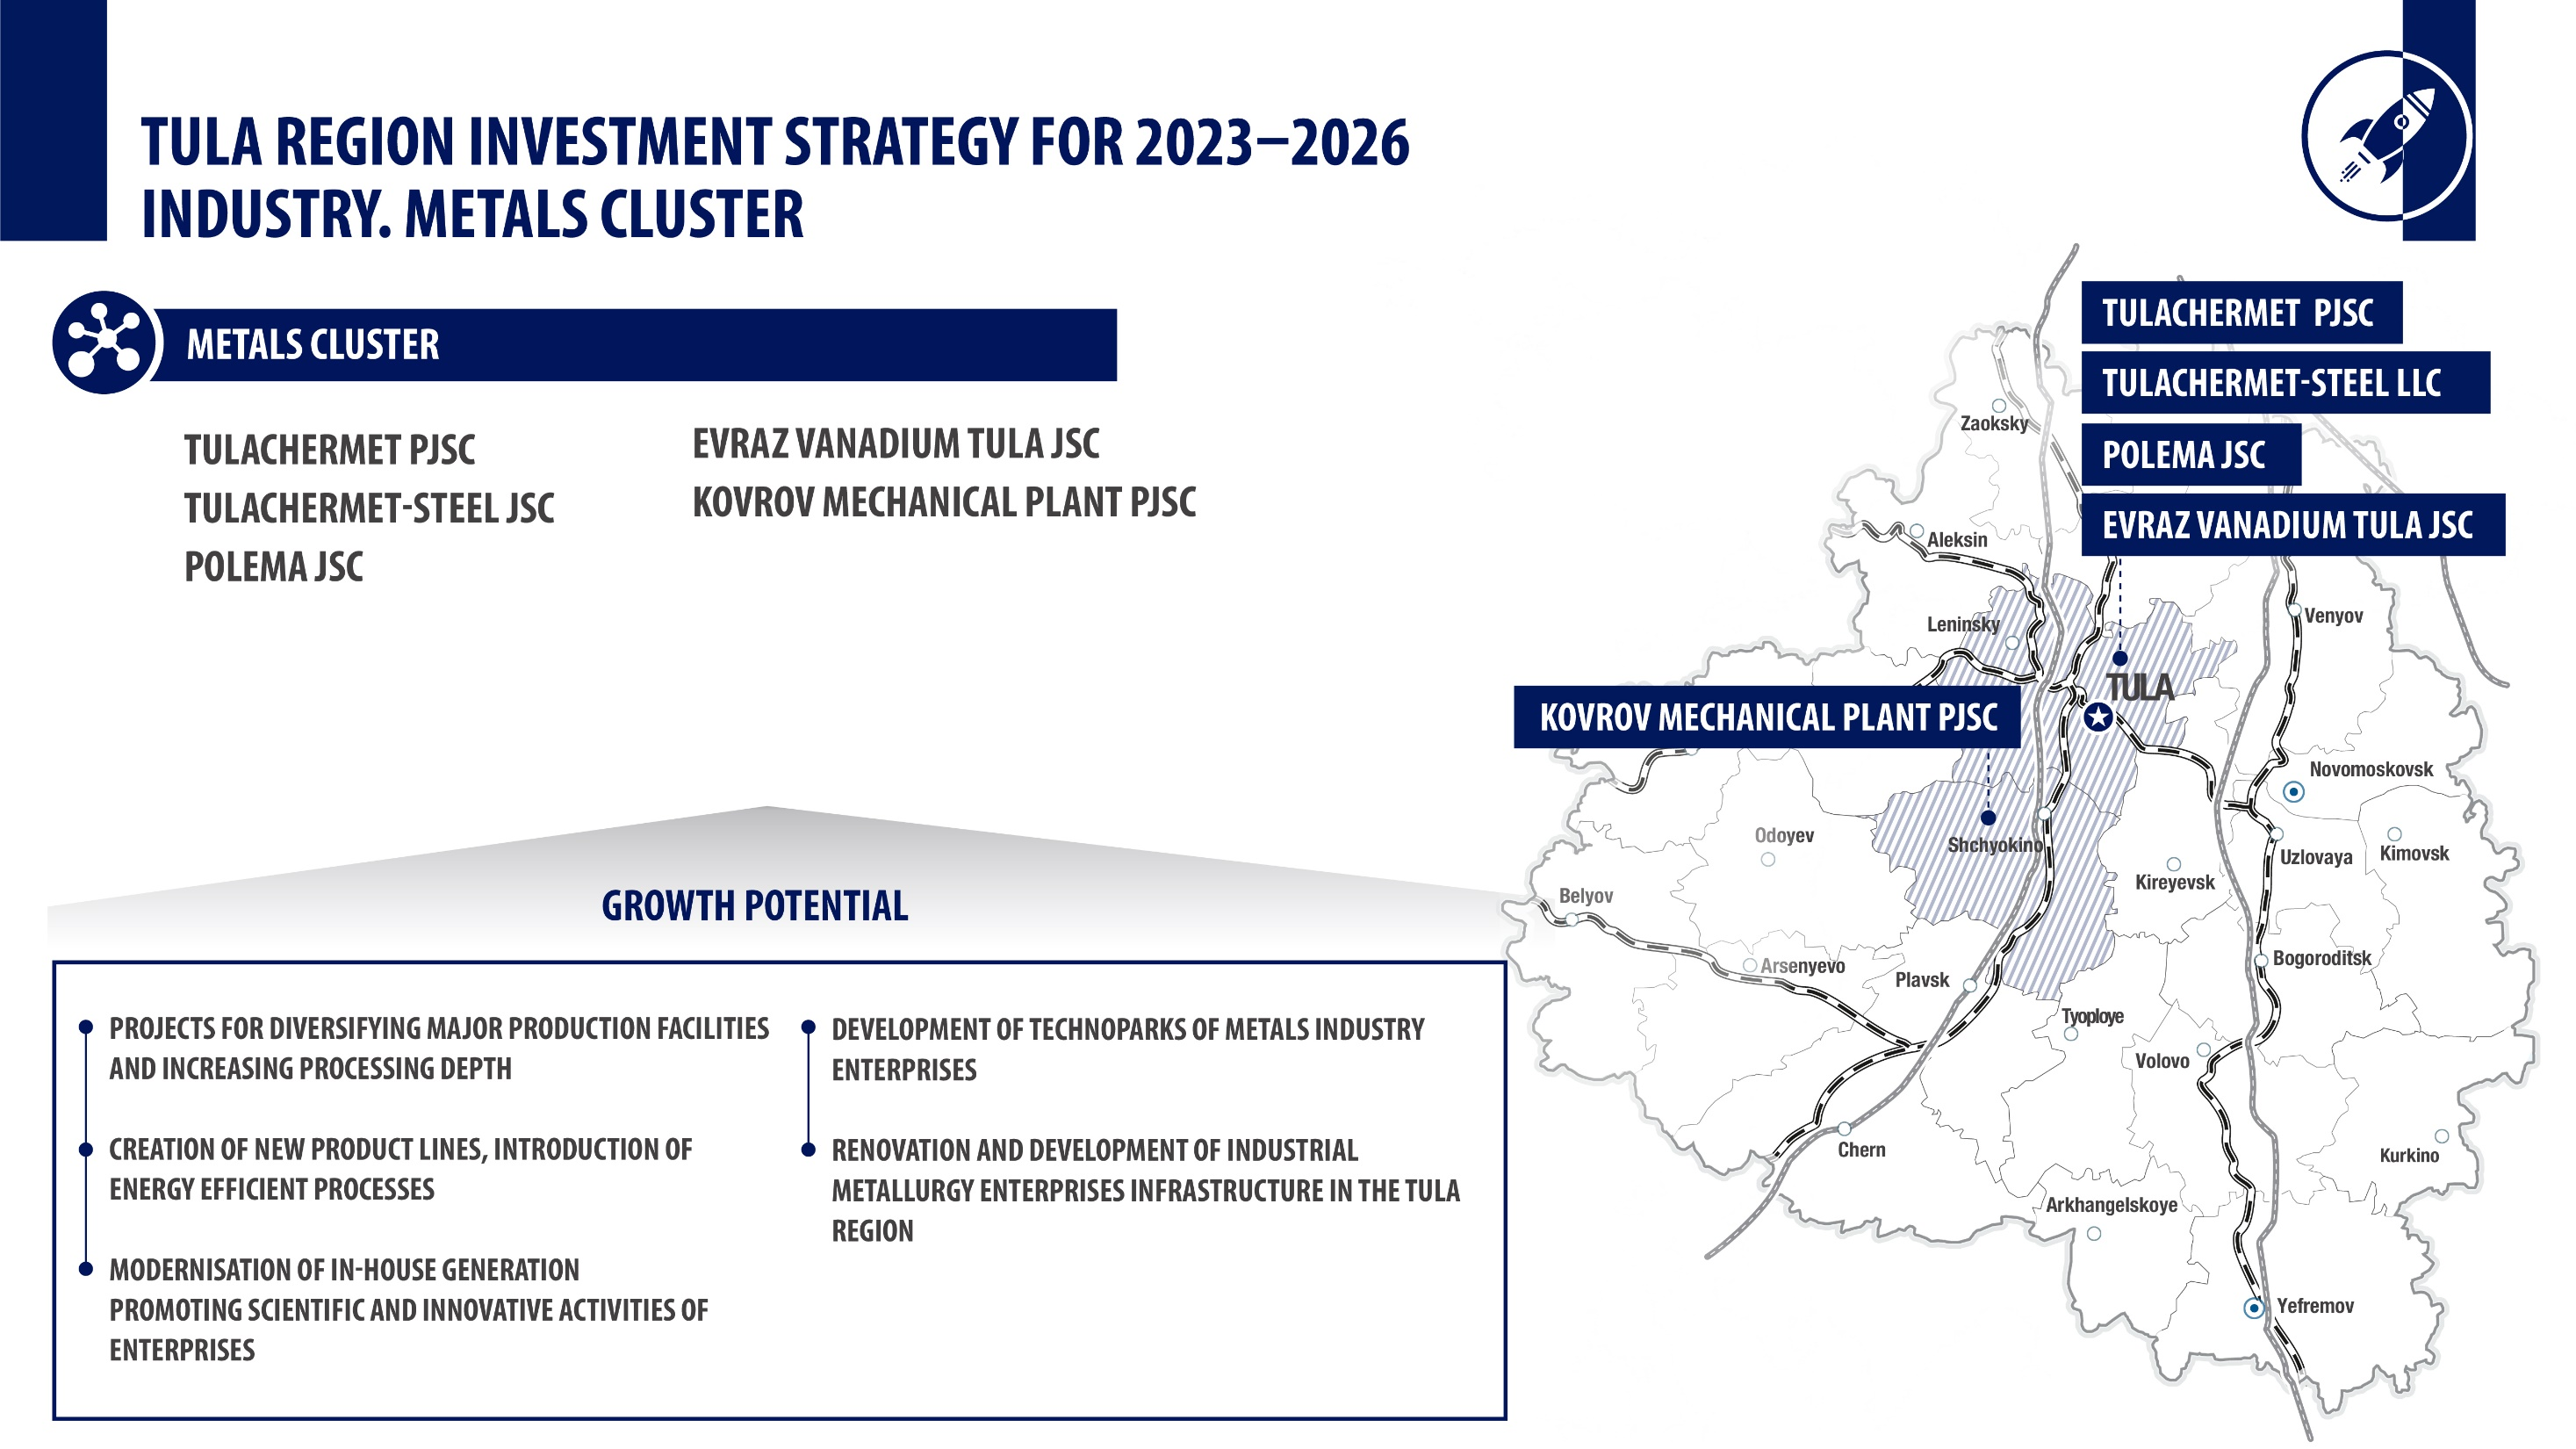 TULA REGION INVESTMENT STRATEGY FOR 2023–2026
INDUSTRY. METALS CLUSTER
METALS CLUSTER
TULACHERMET PJSC
TULACHERMET-STEEL JSC
POLEMA JSC
EVRAZ VANADIUM TULA JSC
KOVROV MECHANICAL PLANT PJSC
GROWTH POTENTIAL
PROJECTS FOR DIVERSIFYING MAJOR PRODUCTION FACILITIES
AND INCREASING PROCESSING DEPTH
CREATION OF NEW PRODUCT LINES, INTRODUCTION OF
ENERGY EFFICIENT PROCESSES
MODERNISATION OF IN-HOUSE GENERATION
PROMOTING SCIENTIFIC AND INNOVATIVE ACTIVITIES OF
ENTERPRISES
DEVELOPMENT OF TECHNOPARKS OF METALS INDUSTRY
ENTERPRISES
RENOVATION AND DEVELOPMENT OF INDUSTRIAL
METALLURGY ENTERPRISES INFRASTRUCTURE IN THE TULA
REGION
TULACHERMET PJSC
TULACHERMET-STEEL LLC
POLEMA JSC
EVRAZ VANADIUM TULA JSC
KOVROV MECHANICAL PLANT PJSC
Zaoksky
Aleksin
Leninsky
Venyov
TULA
Novomoskovsk
Odoyev
Shchyokino
Uzlovaya
Kimovsk
Kireyevsk
Belyov
Arsenyevo
Plavsk
Bogoroditsk
Tyoploye
Volovo
Chern
Kurkino
Arkhangelskoye
Yefremov